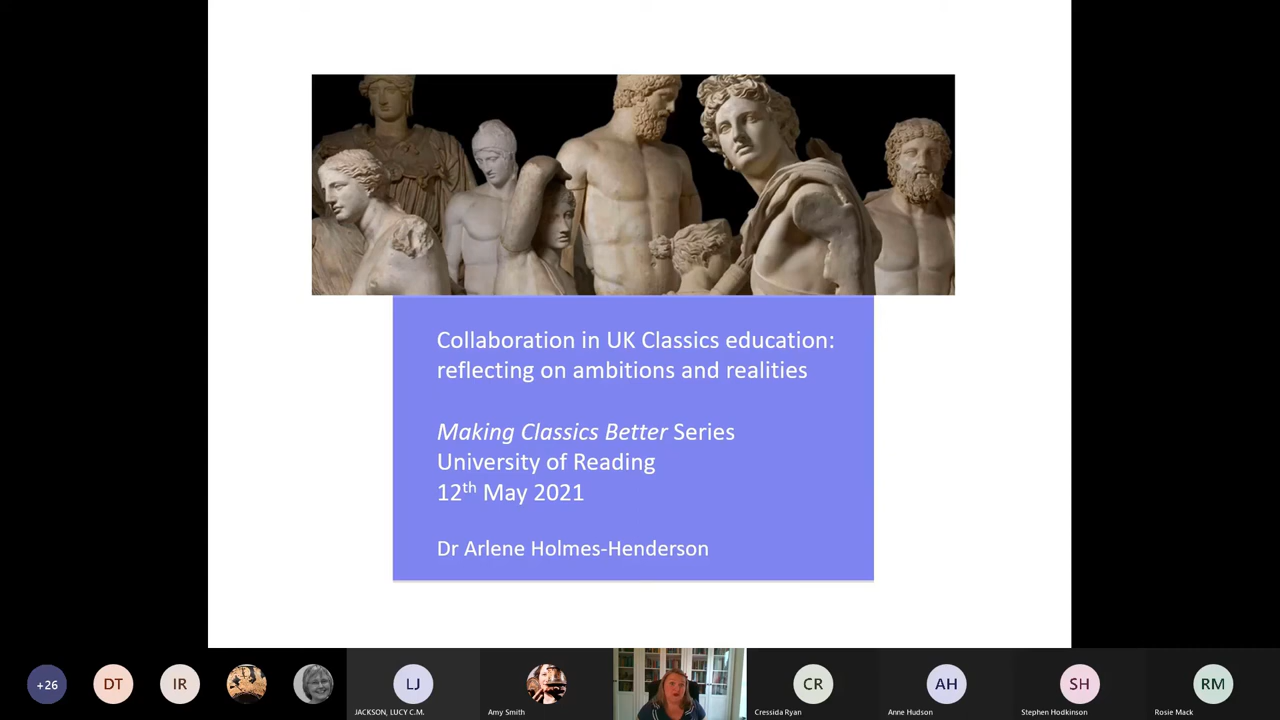 Collaboration in UK Classics education:
reflecting on ambitions and realities
Making Classics Better Series
University of Reading
12th May 2021
Dr Arlene Holmes-Henderson
+26
DT
IR
LJ
CR
AH
SH
RM
JACKSON, LUCY C.M.
Amy Smith
Cressida Ryan
Anne Hudson
Stephen Hodkinson
Rosie Mack